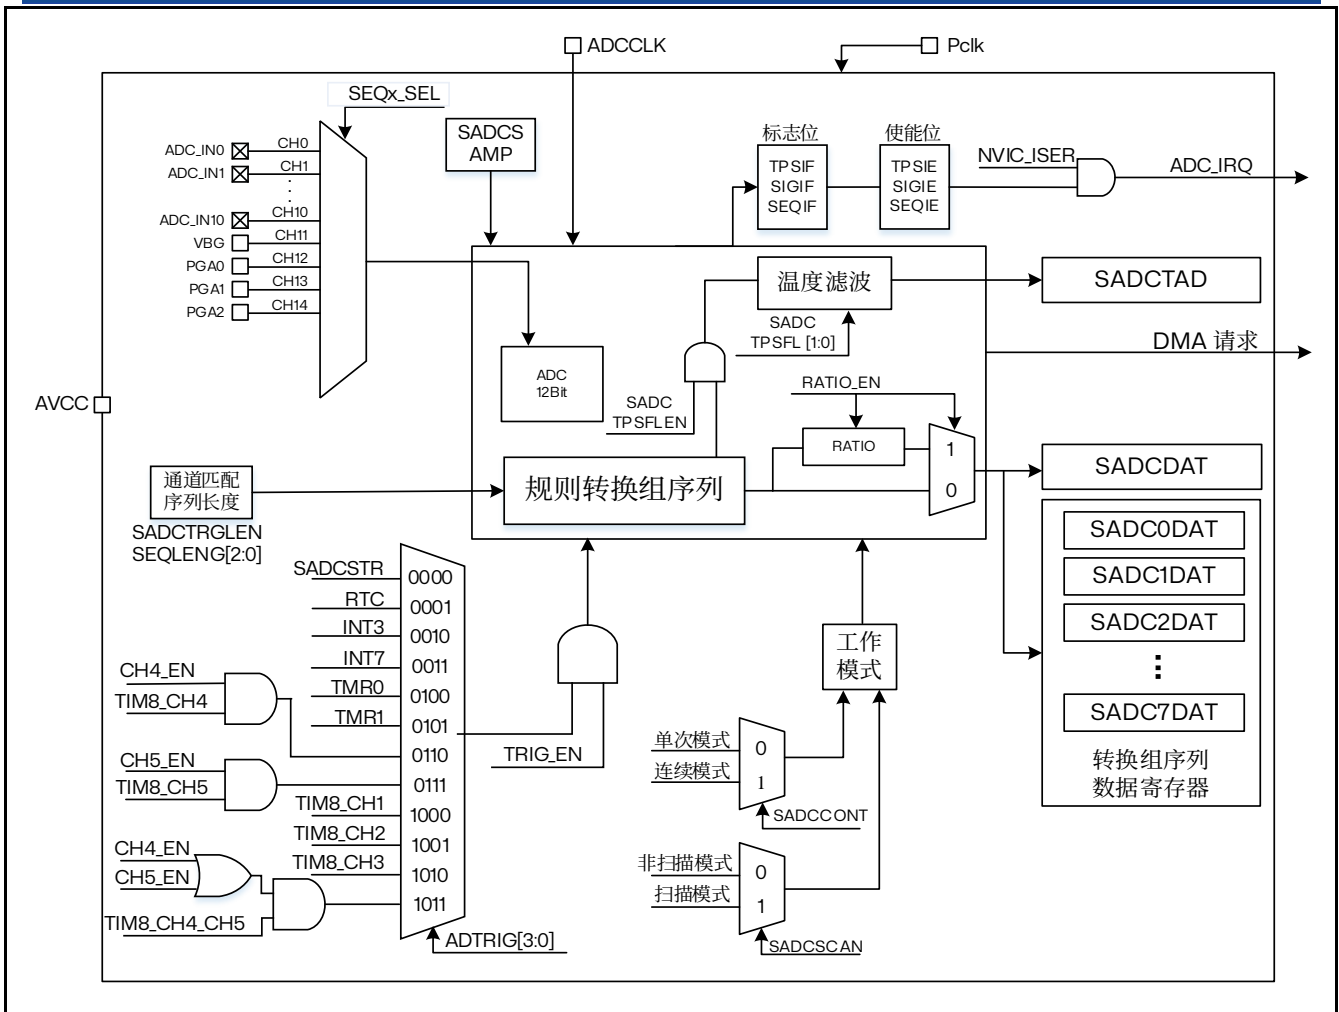 ADCCLK
Pclk
SEQx_SEL
SADCS
AMP
标志位
使能位
TPSIF
SIGIF
SEQIF
TPSIE
SIGIE
SEQIE
NVIC_ISER
ADC_IRQ
ADC_IN0
CH0
ADC_IN1
CH1
ADC_IN10
CH10
VBG
CH11
PGA0
CH12
PGA1
CH13
PGA2
CH14
温度滤波
SADCTAD
SADC
TPSFL [1:0]
DMA 请求
ADC
12Bit
AVCC
SADC
TPSFLEN
RATIO_EN
RATIO
1
0
SADCDAT
通道匹配
序列长度
规则转换组序列
SADCTRGLEN
SEQLENG[2:0]
SADC0DAT
SADC1DAT
SADC2DAT
SADC7DAT
转换组序列
数据寄存器
SADCSTR
0000
RTC
0001
INT3
0010
INT7
0011
TMR0
0100
TMR1
0101
CH4_EN
TIM8_CH4
0110
CH5_EN
TIM8_CH5
0111
TIM8_CH1
1000
TIM8_CH2
1001
TIM8_CH3
1010
CH4_EN
CH5_EN
1011
TIM8_CH4_CH5
ADTRIG[3:0]
TRIG_EN
工作
模式
单次模式
0
连续模式
1
SADCCONT
非扫描模式
0
扫描模式
1
SADCSCAN